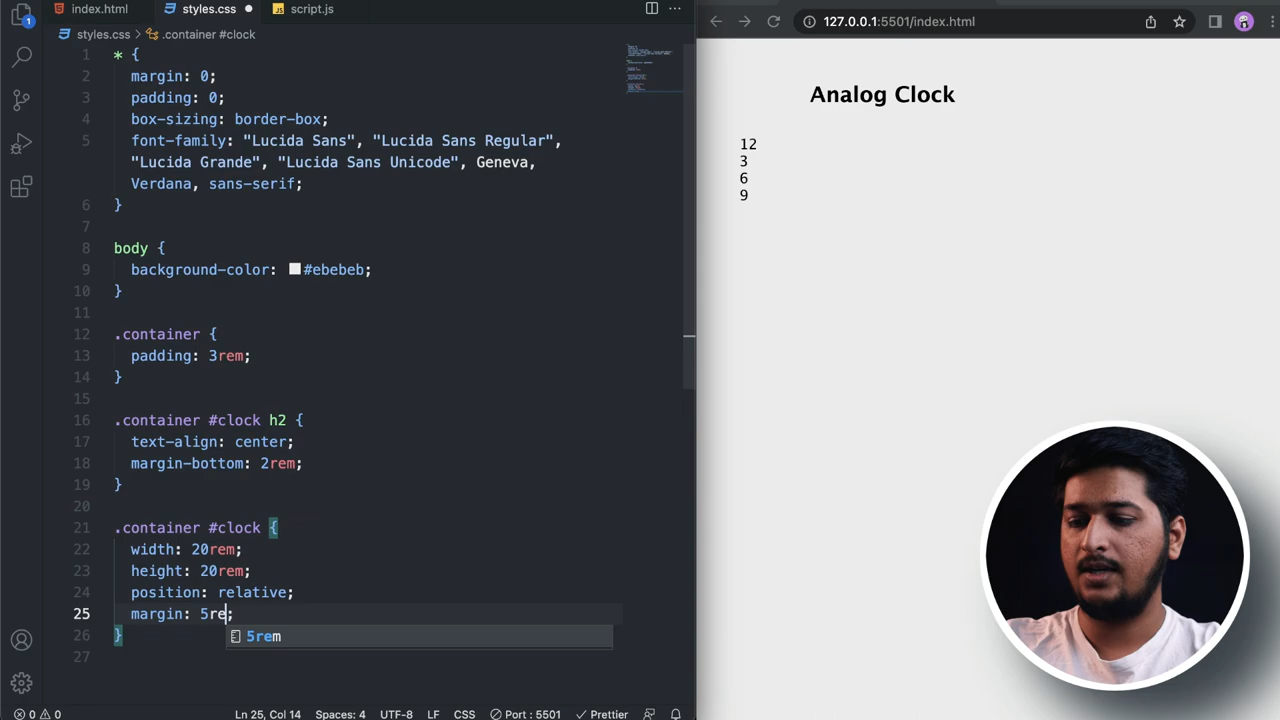 index.html styles.css script.js
127.0.0.1:5501/index.html
1
styles.css > .container #clock
1 * {
2 margin: 0;
3 padding: 0;
4 box-sizing: border-box;
5 font-family: "Lucida Sans", "Lucida Sans Regular",
"Lucida Grande", "Lucida Sans Unicode", Geneva,
Verdana, sans-serif;
6 }
7
8 body {
9 background-color: #ebebeb;
10 }
11
12 .container {
13 padding: 3rem;
14 }
15
16 .container #clock h2 {
17 text-align: center;
18 margin-bottom: 2rem;
19 }
20
21 .container #clock {
22 width: 20rem;
23 height: 20rem;
24 position: relative;
25 margin: 5re;
5rem
26 }
27
Analog Clock
12
3
6
9
0 0 Ln 25, Col 14 Spaces: 4 UTF-8 LF CSS Port : 5501 Prettier